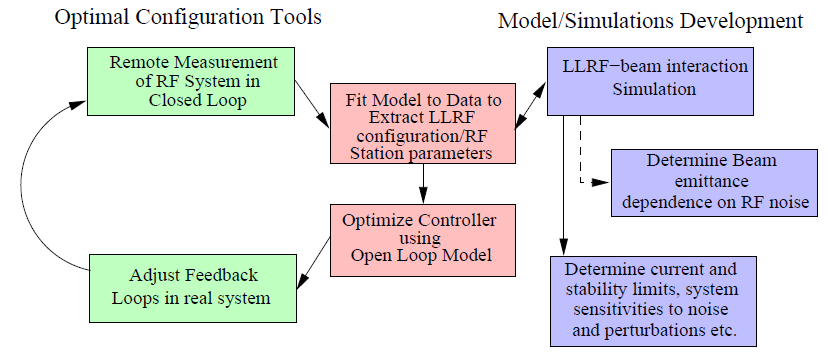 Optimal Configuration Tools
Model/Simulations Development
Remote Measurement
of RF System in
Closed Loop
Fit Model to Data to
Extract LLRF
configuration/RF
Station parameters
LLRF−beam interaction
Simulation
Determine Beam
emittance
dependence on RF noise
Optimize Controller
using
Open Loop Model
Adjust Feedback
Loops in real system
Determine current and
stability limits, system
sensitivities to noise
and perturbations etc.